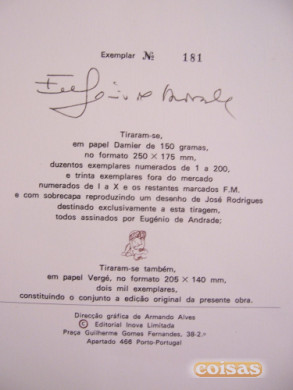 Exemplar Nº 181
Eugénio de Andrade
Tiraram-se,
em papel Damier de 150 gramas,
no formato 250 × 175 mm,
duzentos exemplares numerados de 1 a 200,
e trinta exemplares fora do mercado
numerados de I a X e os restantes marcados F.M.
e com sobrecapa reproduzindo um desenho de José Rodrigues
destinado exclusivamente a esta tiragem,
todos assinados por Eugénio de Andrade;
Tiraram-se também,
em papel Vergé, no formato 205 × 140 mm,
dois mil exemplares,
constituindo o conjunto a edição original da presente obra.
Direcção gráfica de Armando Alves
© Editorial Inova Limitada
Praça Guilherme Gomes Fernandes, 38-2.º
Apartado 468 Porto-Portugal
coisas